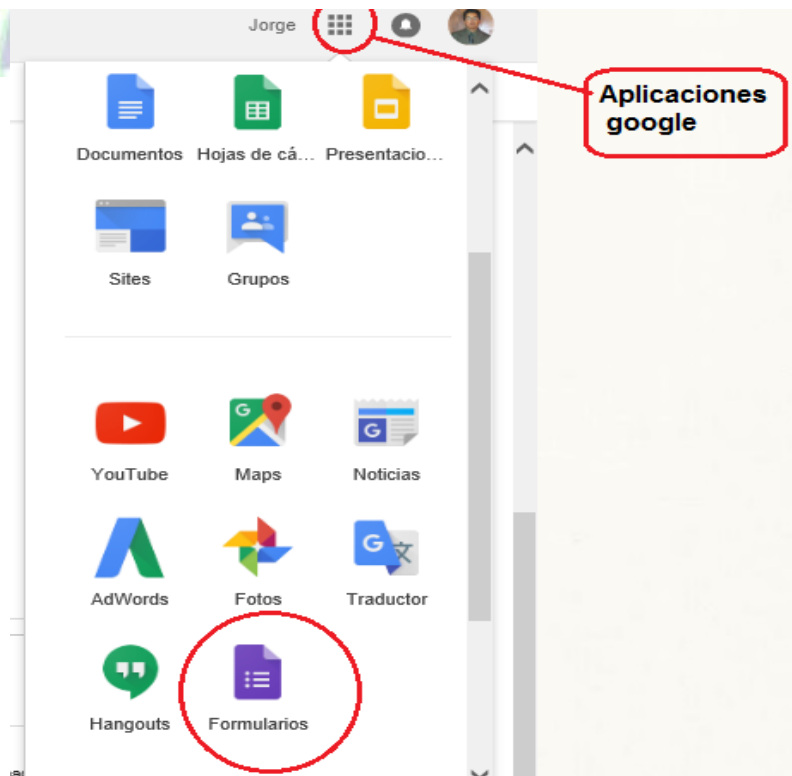 Jorge
Aplicaciones
google
Documentos Hojas de cá... Presentacio...
Sites Grupos
YouTube Maps Noticias
AdWords Fotos Traductor
Hangouts Formularios